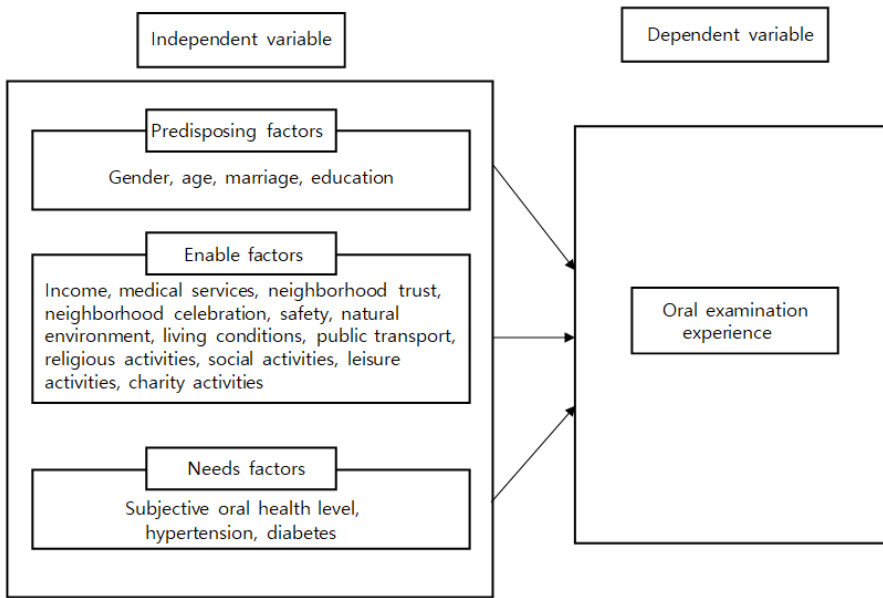 Independent variable
Dependent variable
Predisposing factors
Gender, age, marriage, education
Enable factors
Income, medical services, neighborhood trust,
neighborhood celebration, safety, natural
environment, living conditions, public transport,
religious activities, social activities, leisure
activities, charity activities
Needs factors
Subjective oral health level,
hypertension, diabetes
Oral examination
experience